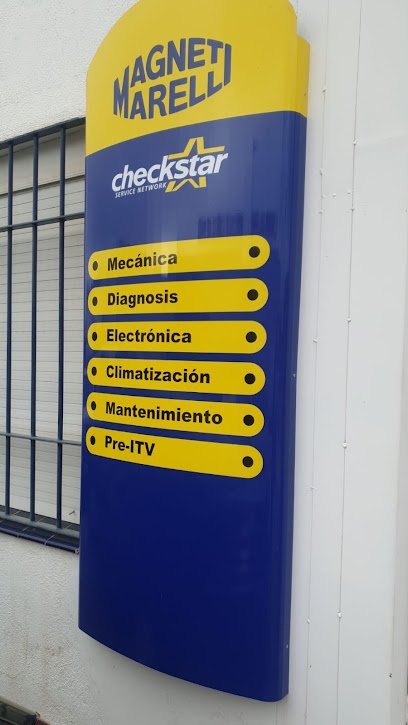 MAGNETI
MARELLI
checkstar
SERVICE NETWORK
Mecánica
Diagnosis
Electrónica
Climatización
Mantenimiento
Pre-ITV